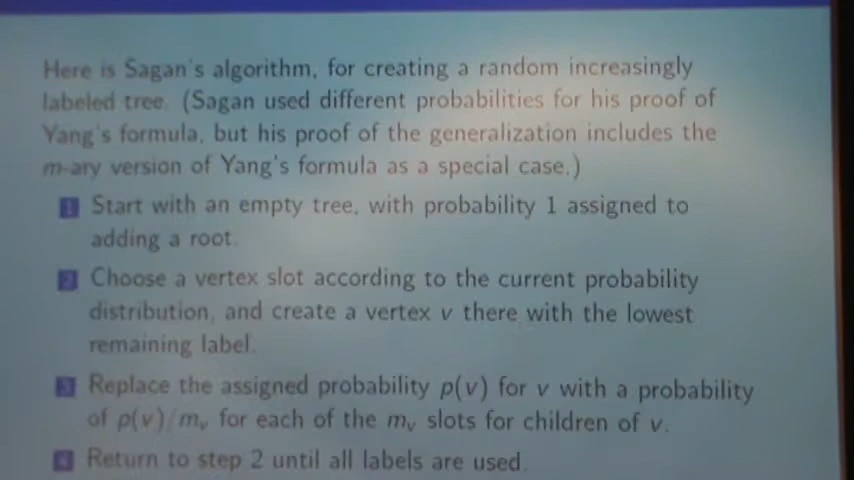 Here is Sagan's algorithm, for creating a random increasingly
labeled tree. (Sagan used different probabilities for his proof of
Yang's formula, but his proof of the generalization includes the
m-ary version of Yang's formula as a special case.)
1 Start with an empty tree, with probability 1 assigned to
adding a root.
2 Choose a vertex slot according to the current probability
distribution, and create a vertex v there with the lowest
remaining label.
3 Replace the assigned probability p(v) for v with a probability
of p(v)/mᵥ for each of the mᵥ slots for children of v.
4 Return to step 2 until all labels are used.